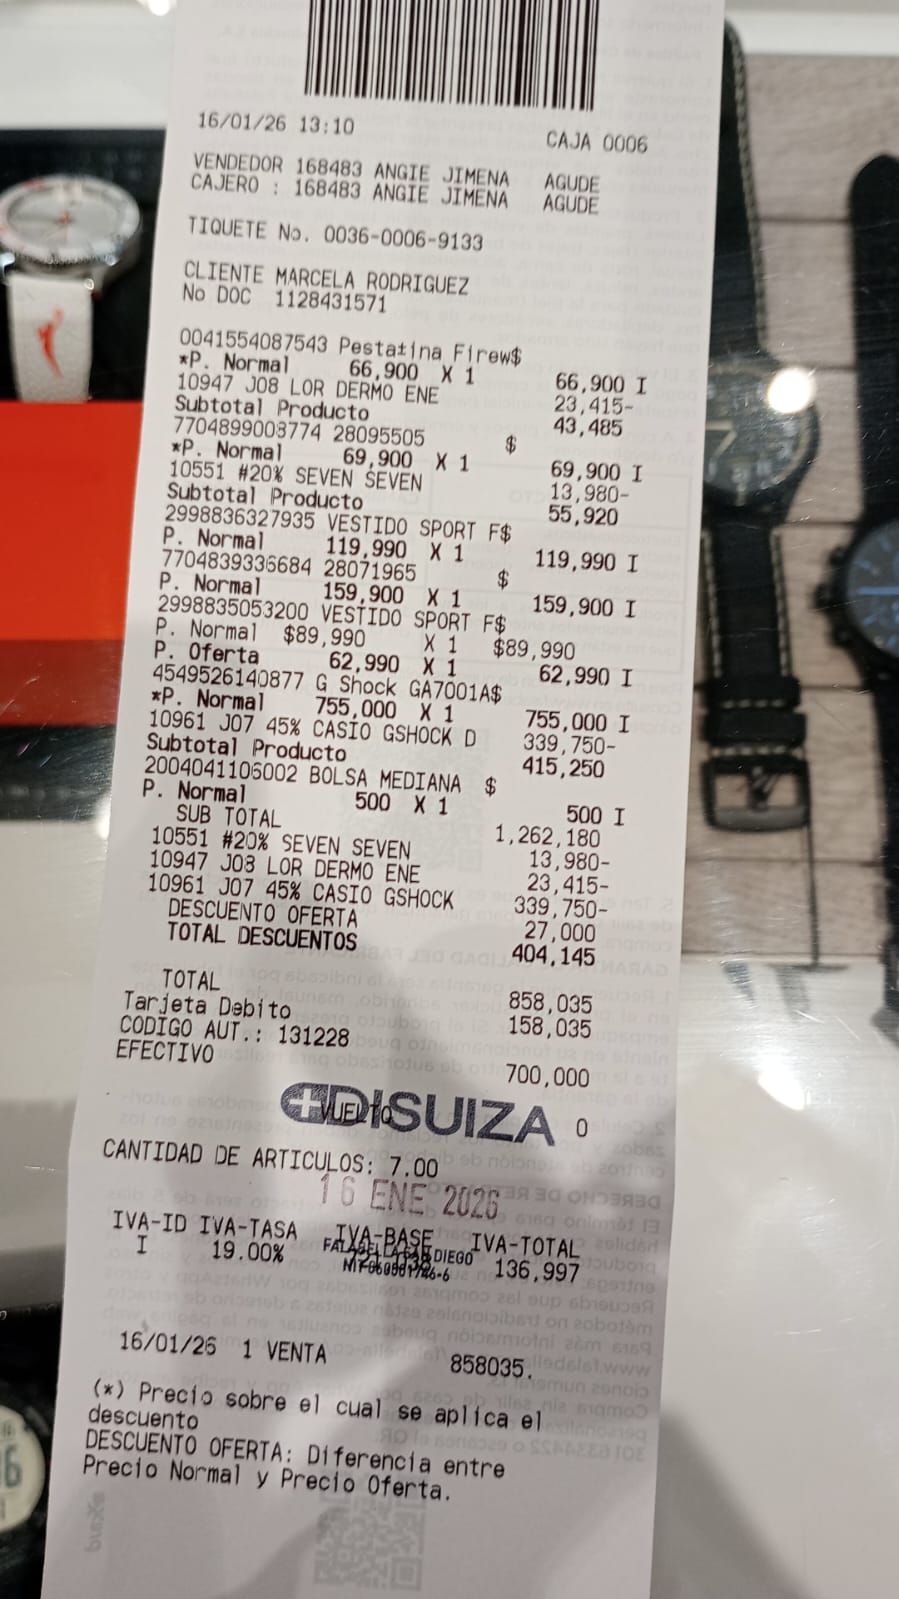 16/01/26 13:10 CAJA 0006
VENDEDOR 168483 ANGIE JIMENA AGUDE
CAJERO : 168483 ANGIE JIMENA AGUDE
TIQUETE No. 0036-0006-9133
CLIENTE MARCELA RODRIGUEZ
No DOC 1128431571
0041554087543 Pesta±ina Firew$
*P. Normal 66,900 X 1 66,900 I
10947 J08 LOR DERMO ENE 23,415-
Subtotal Producto 43,485
7704899008774 28095505 $
*P. Normal 69,900 X 1 69,900 I
10551 #20% SEVEN SEVEN 13,980-
Subtotal Producto 55,920
2998836327935 VESTIDO SPORT F$
P. Normal 119,990 X 1 119,990 I
7704839336684 28071965 $
P. Normal 159,900 X 1 159,900 I
2998835053200 VESTIDO SPORT F$
P. Normal $89,990 X 1 $89,990
P. Oferta 62,990 X 1 62,990 I
4549526140877 G Shock GA7001A$
*P. Normal 755,000 X 1 755,000 I
10961 J07 45% CASIO GSHOCK D 339,750-
Subtotal Producto 415,250
2004041106002 BOLSA MEDIANA $
P. Normal 500 X 1 500 I
SUB TOTAL 1,262,180
10551 #20% SEVEN SEVEN 13,980-
10947 J08 LOR DERMO ENE 23,415-
10961 J07 45% CASIO GSHOCK 339,750-
DESCUENTO OFERTA 27,000
TOTAL DESCUENTOS 404,145
TOTAL 858,035
Tarjeta Debito 158,035
CODIGO AUT.: 131228
EFECTIVO 700,000
DISUIZA
VUELTO 0
CANTIDAD DE ARTICULOS: 7.00
16 ENE 2026
IVA-ID IVA-TASA IVA-BASE IVA-TOTAL
I 19.00% 136,997
DIEGO
16/01/26 1 VENTA 858035.
(*) Precio sobre el cual se aplica el
descuento
DESCUENTO OFERTA: Diferencia entre
Precio Normal y Precio Oferta.